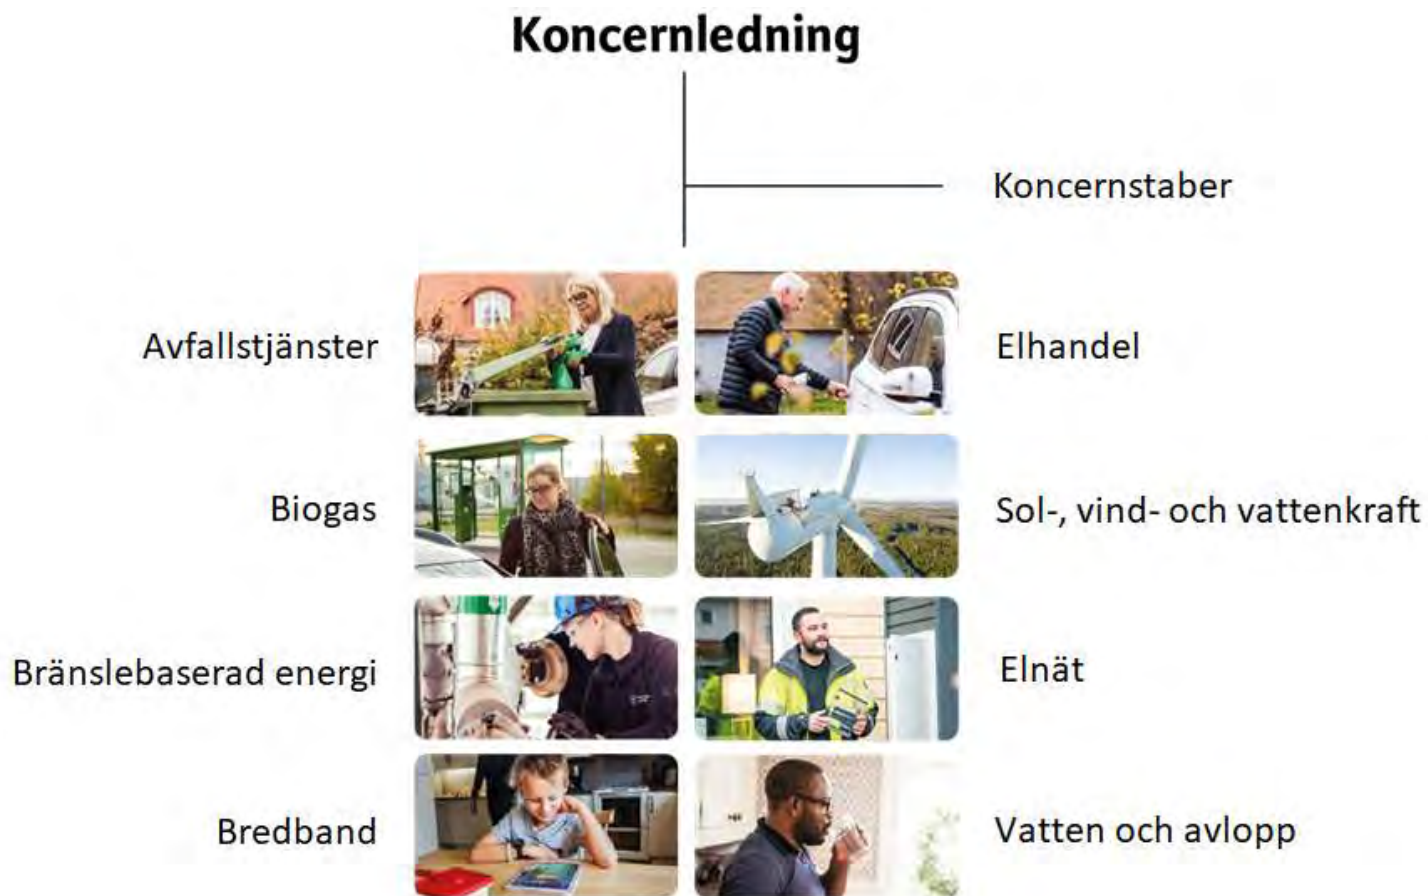 Koncernledning
Koncernstaber
Avfallstjänster
Elhandel
Biogas
Sol-, vind- och vattenkraft
Bränslebaserad energi
Elnät
Bredband
Vatten och avlopp